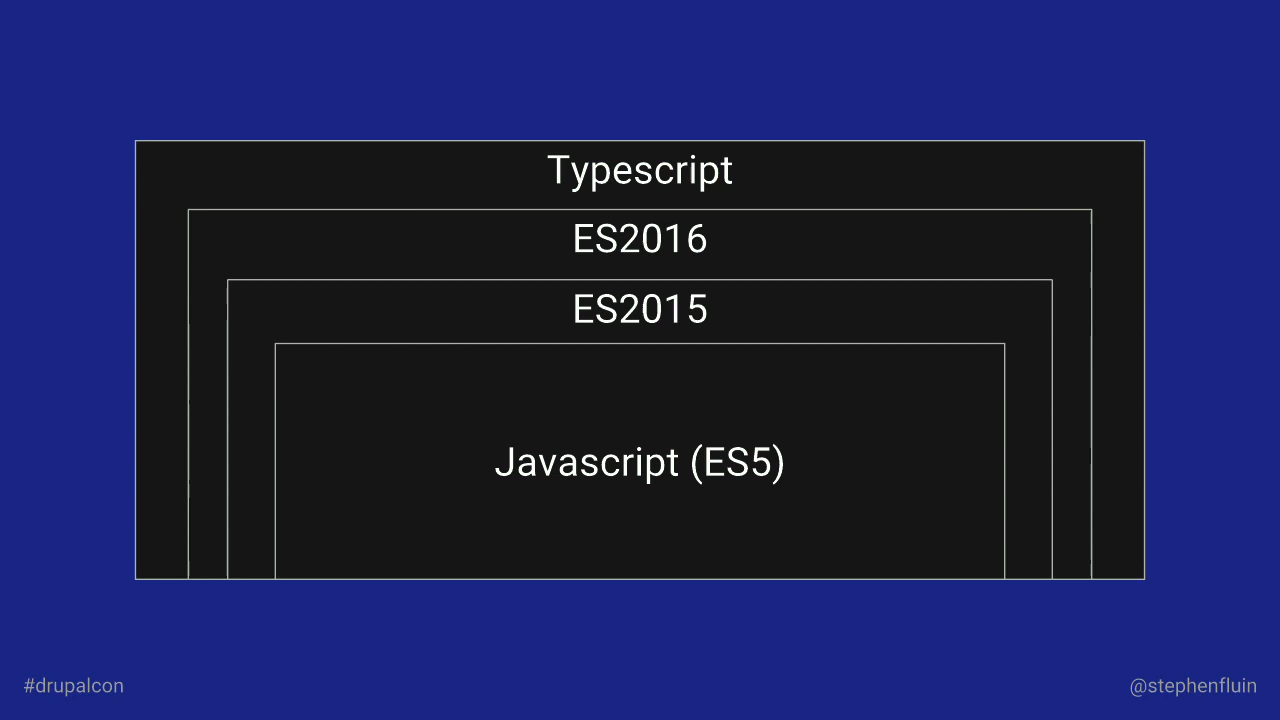 Typescript
ES2016
ES2015
Javascript (ES5)
#drupalcon
@stephenfluin